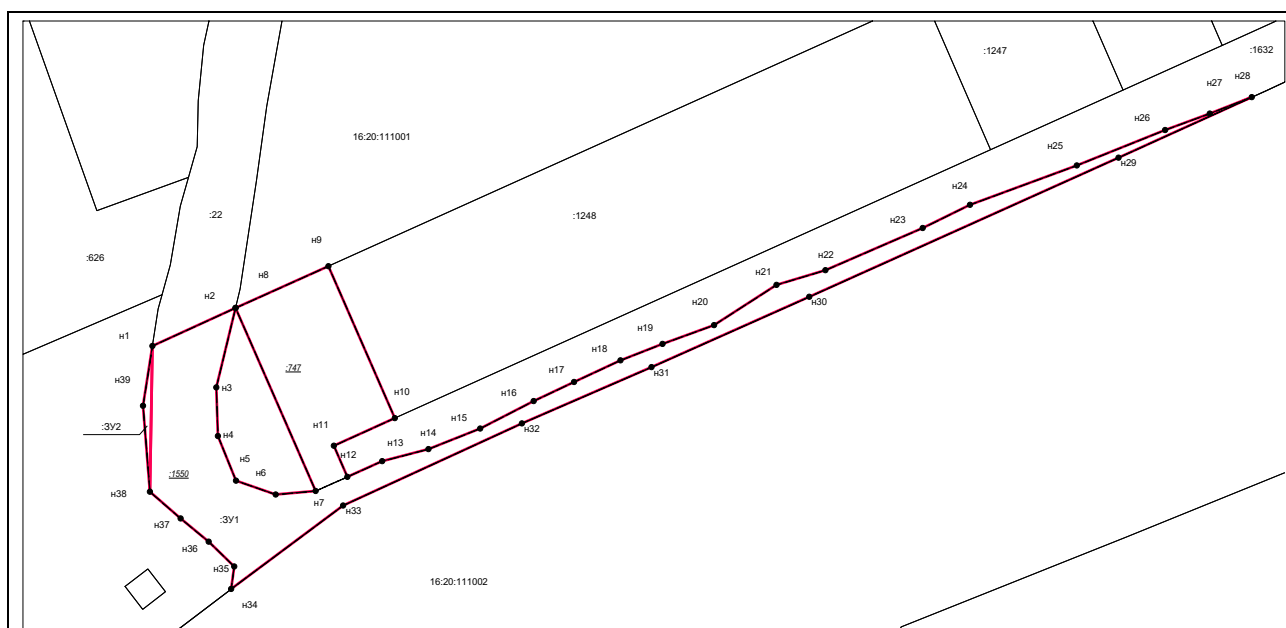 :1247
:1632
н28
н27
н26
16:20:111001
н25
н29
н24
:22
:1248
н23
н9
:626
н22
н8
н21
н2
н30
н20
н1
н19
н18
:747
н31
н39
н3
н17
н16
н10
н32
:ЗУ2
н15
н4
н11
н14
н13
н12
н5
:1550
н6
н38
н7
н33
н37
:ЗУ1
н36
н35
16:20:111002
н34